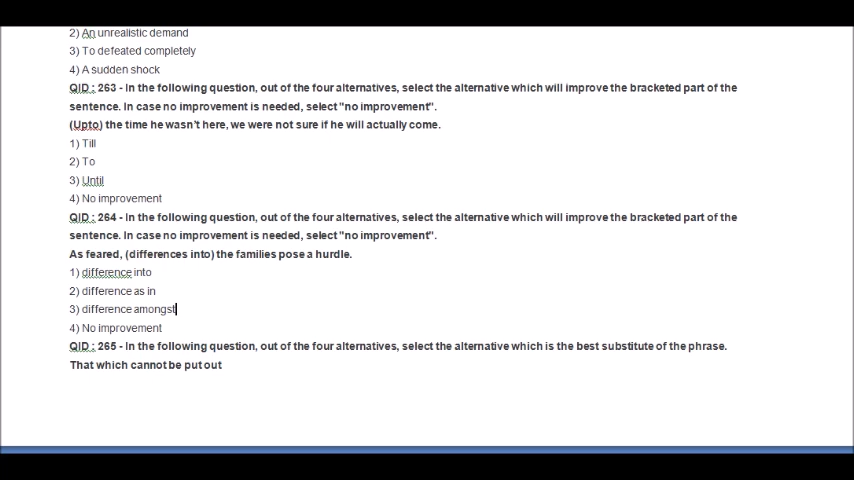 2) An unrealistic demand
3) To defeated completely
4) A sudden shock
QID : 263 - In the following question, out of the four alternatives, select the alternative which will improve the bracketed part of the
sentence. In case no improvement is needed, select "no improvement".
(Upto) the time he wasn't here, we were not sure if he will actually come.
1) Till
2) To
3) Until
4) No improvement
QID : 264 - In the following question, out of the four alternatives, select the alternative which will improve the bracketed part of the
sentence. In case no improvement is needed, select "no improvement".
As feared, (differences into) the families pose a hurdle.
1) difference into
2) difference as in
3) difference amongst
4) No improvement
QID : 265 - In the following question, out of the four alternatives, select the alternative which is the best substitute of the phrase.
That which cannot be put out